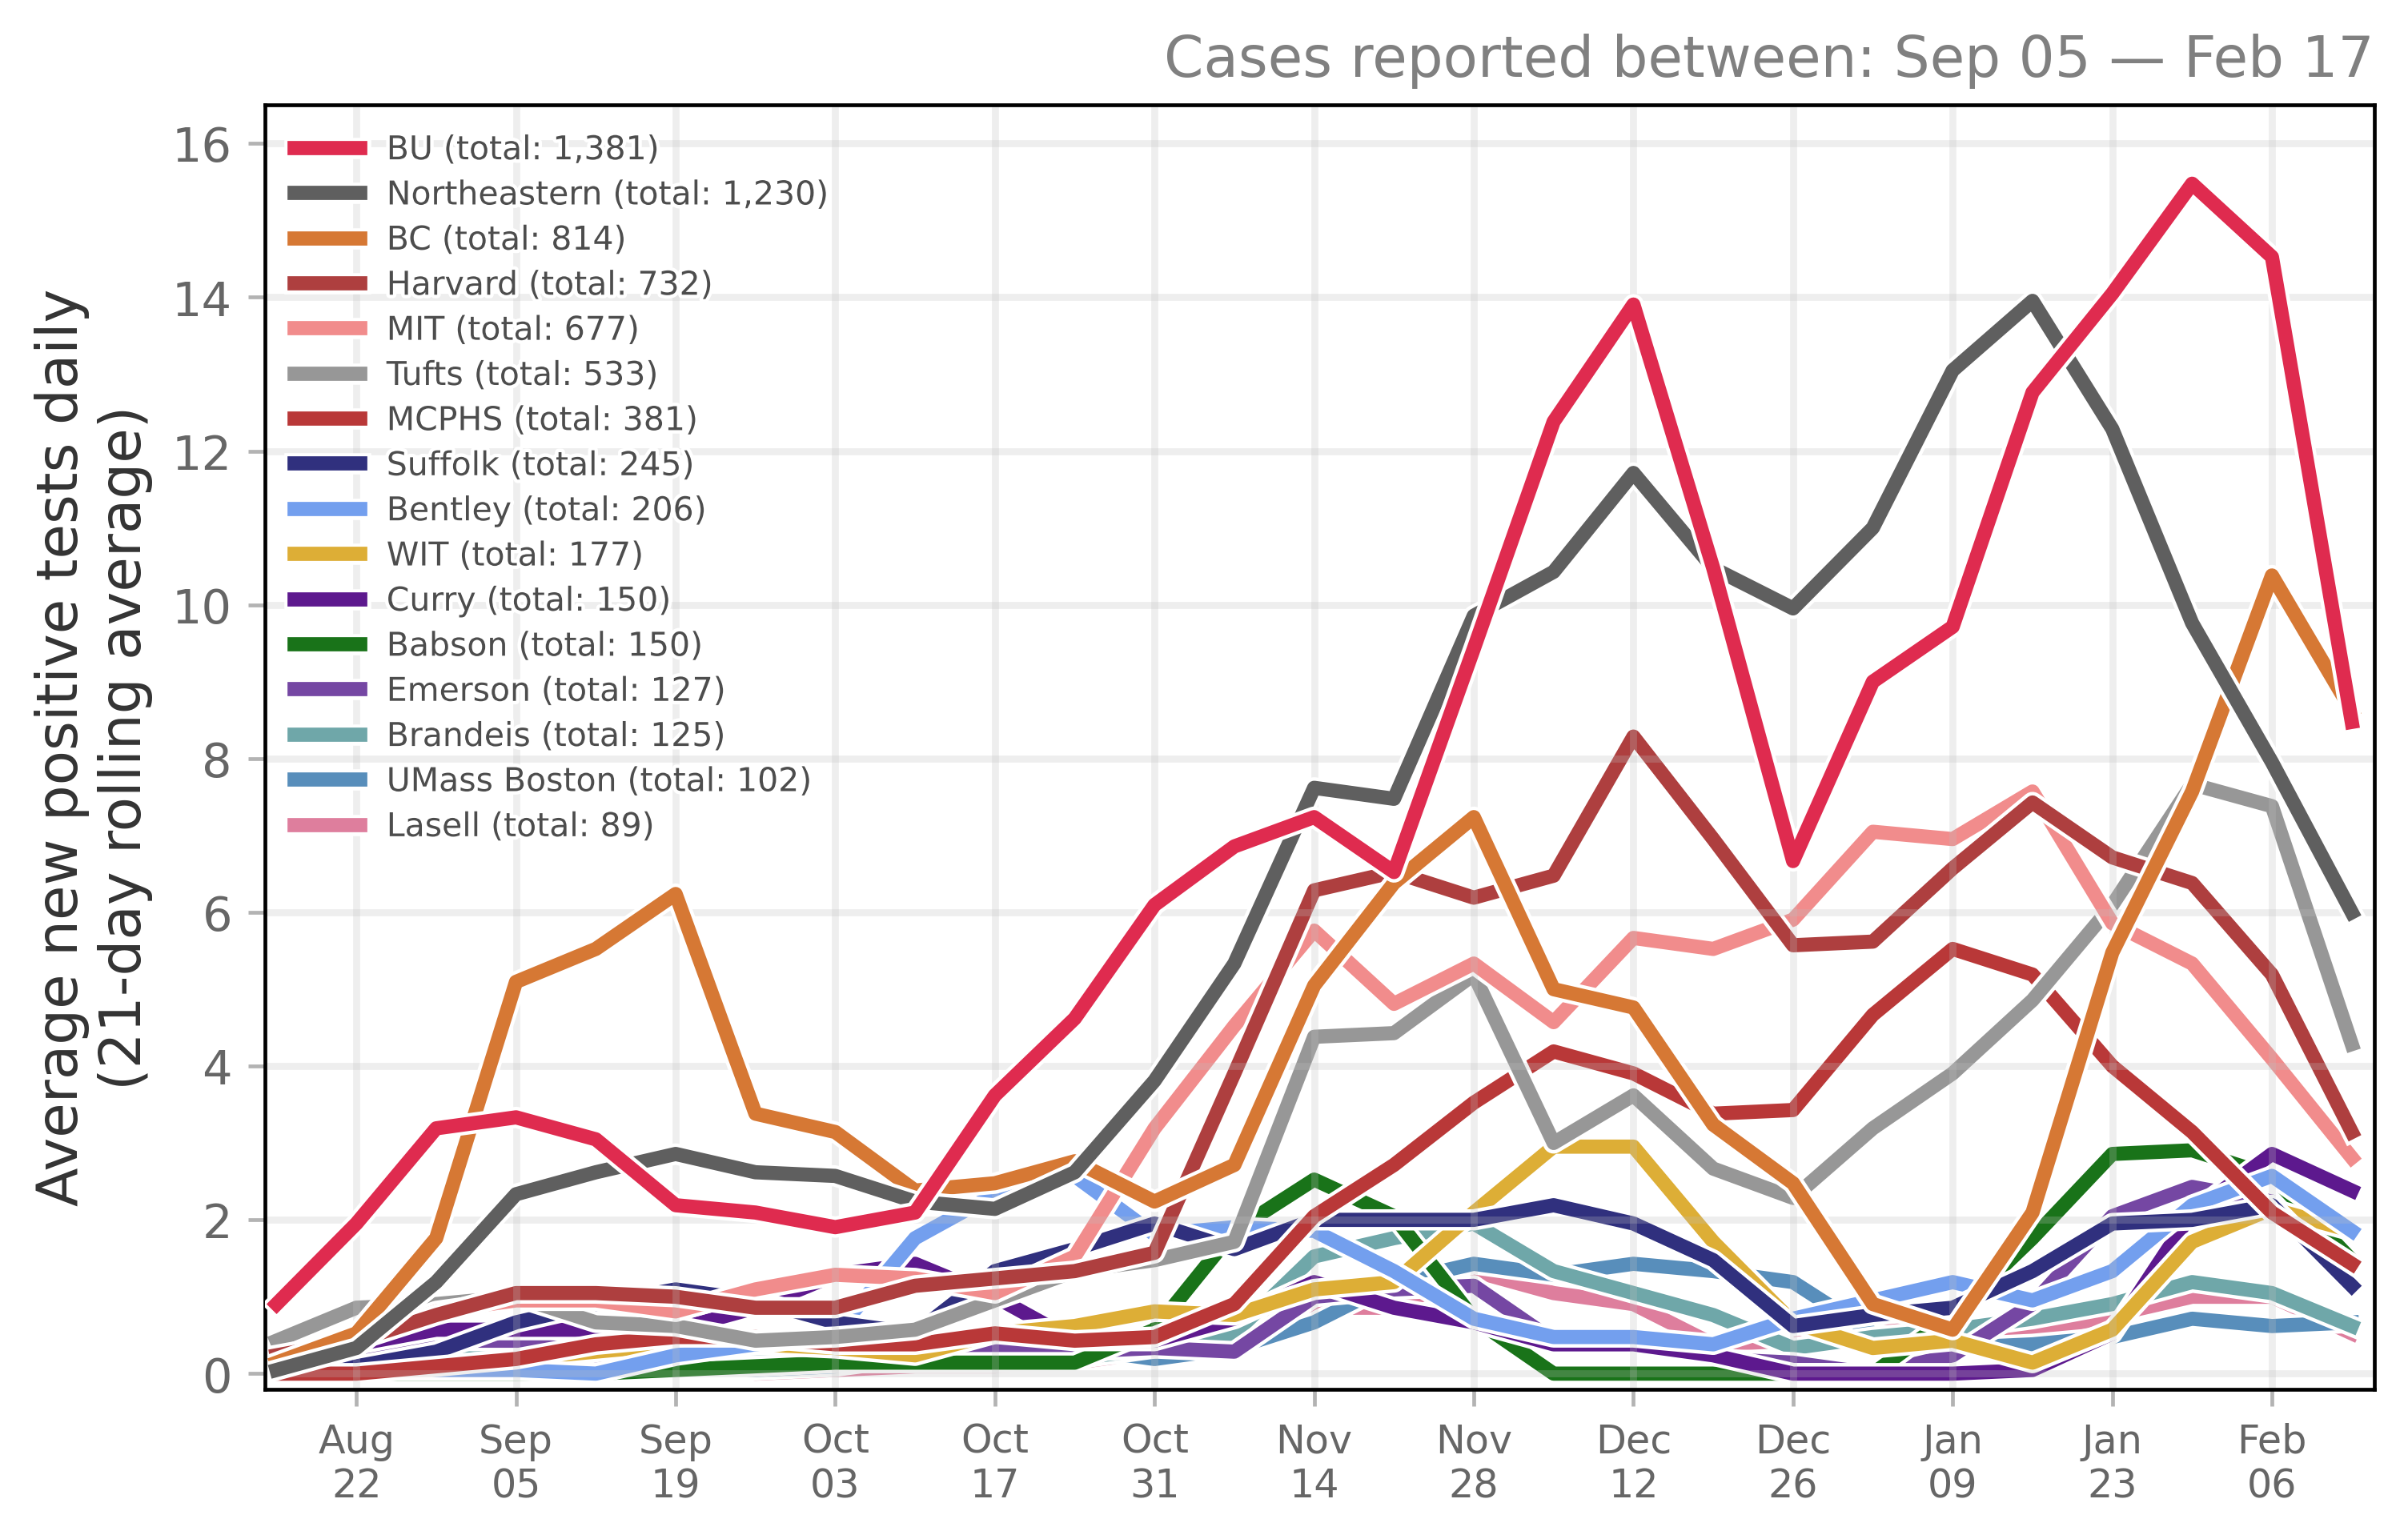 Cases reported between: Sep 05 — Feb 17
Average new positive tests daily
(21-day rolling average)
16
14
12
10
8
6
4
2
0
BU (total: 1,381)
Northeastern (total: 1,230)
BC (total: 814)
Harvard (total: 732)
MIT (total: 677)
Tufts (total: 533)
MCPHS (total: 381)
Suffolk (total: 245)
Bentley (total: 206)
WIT (total: 177)
Curry (total: 150)
Babson (total: 150)
Emerson (total: 127)
Brandeis (total: 125)
UMass Boston (total: 102)
Lasell (total: 89)
Aug
22
Sep
05
Sep
19
Oct
03
Oct
17
Oct
31
Nov
14
Nov
28
Dec
12
Dec
26
Jan
09
Jan
23
Feb
06